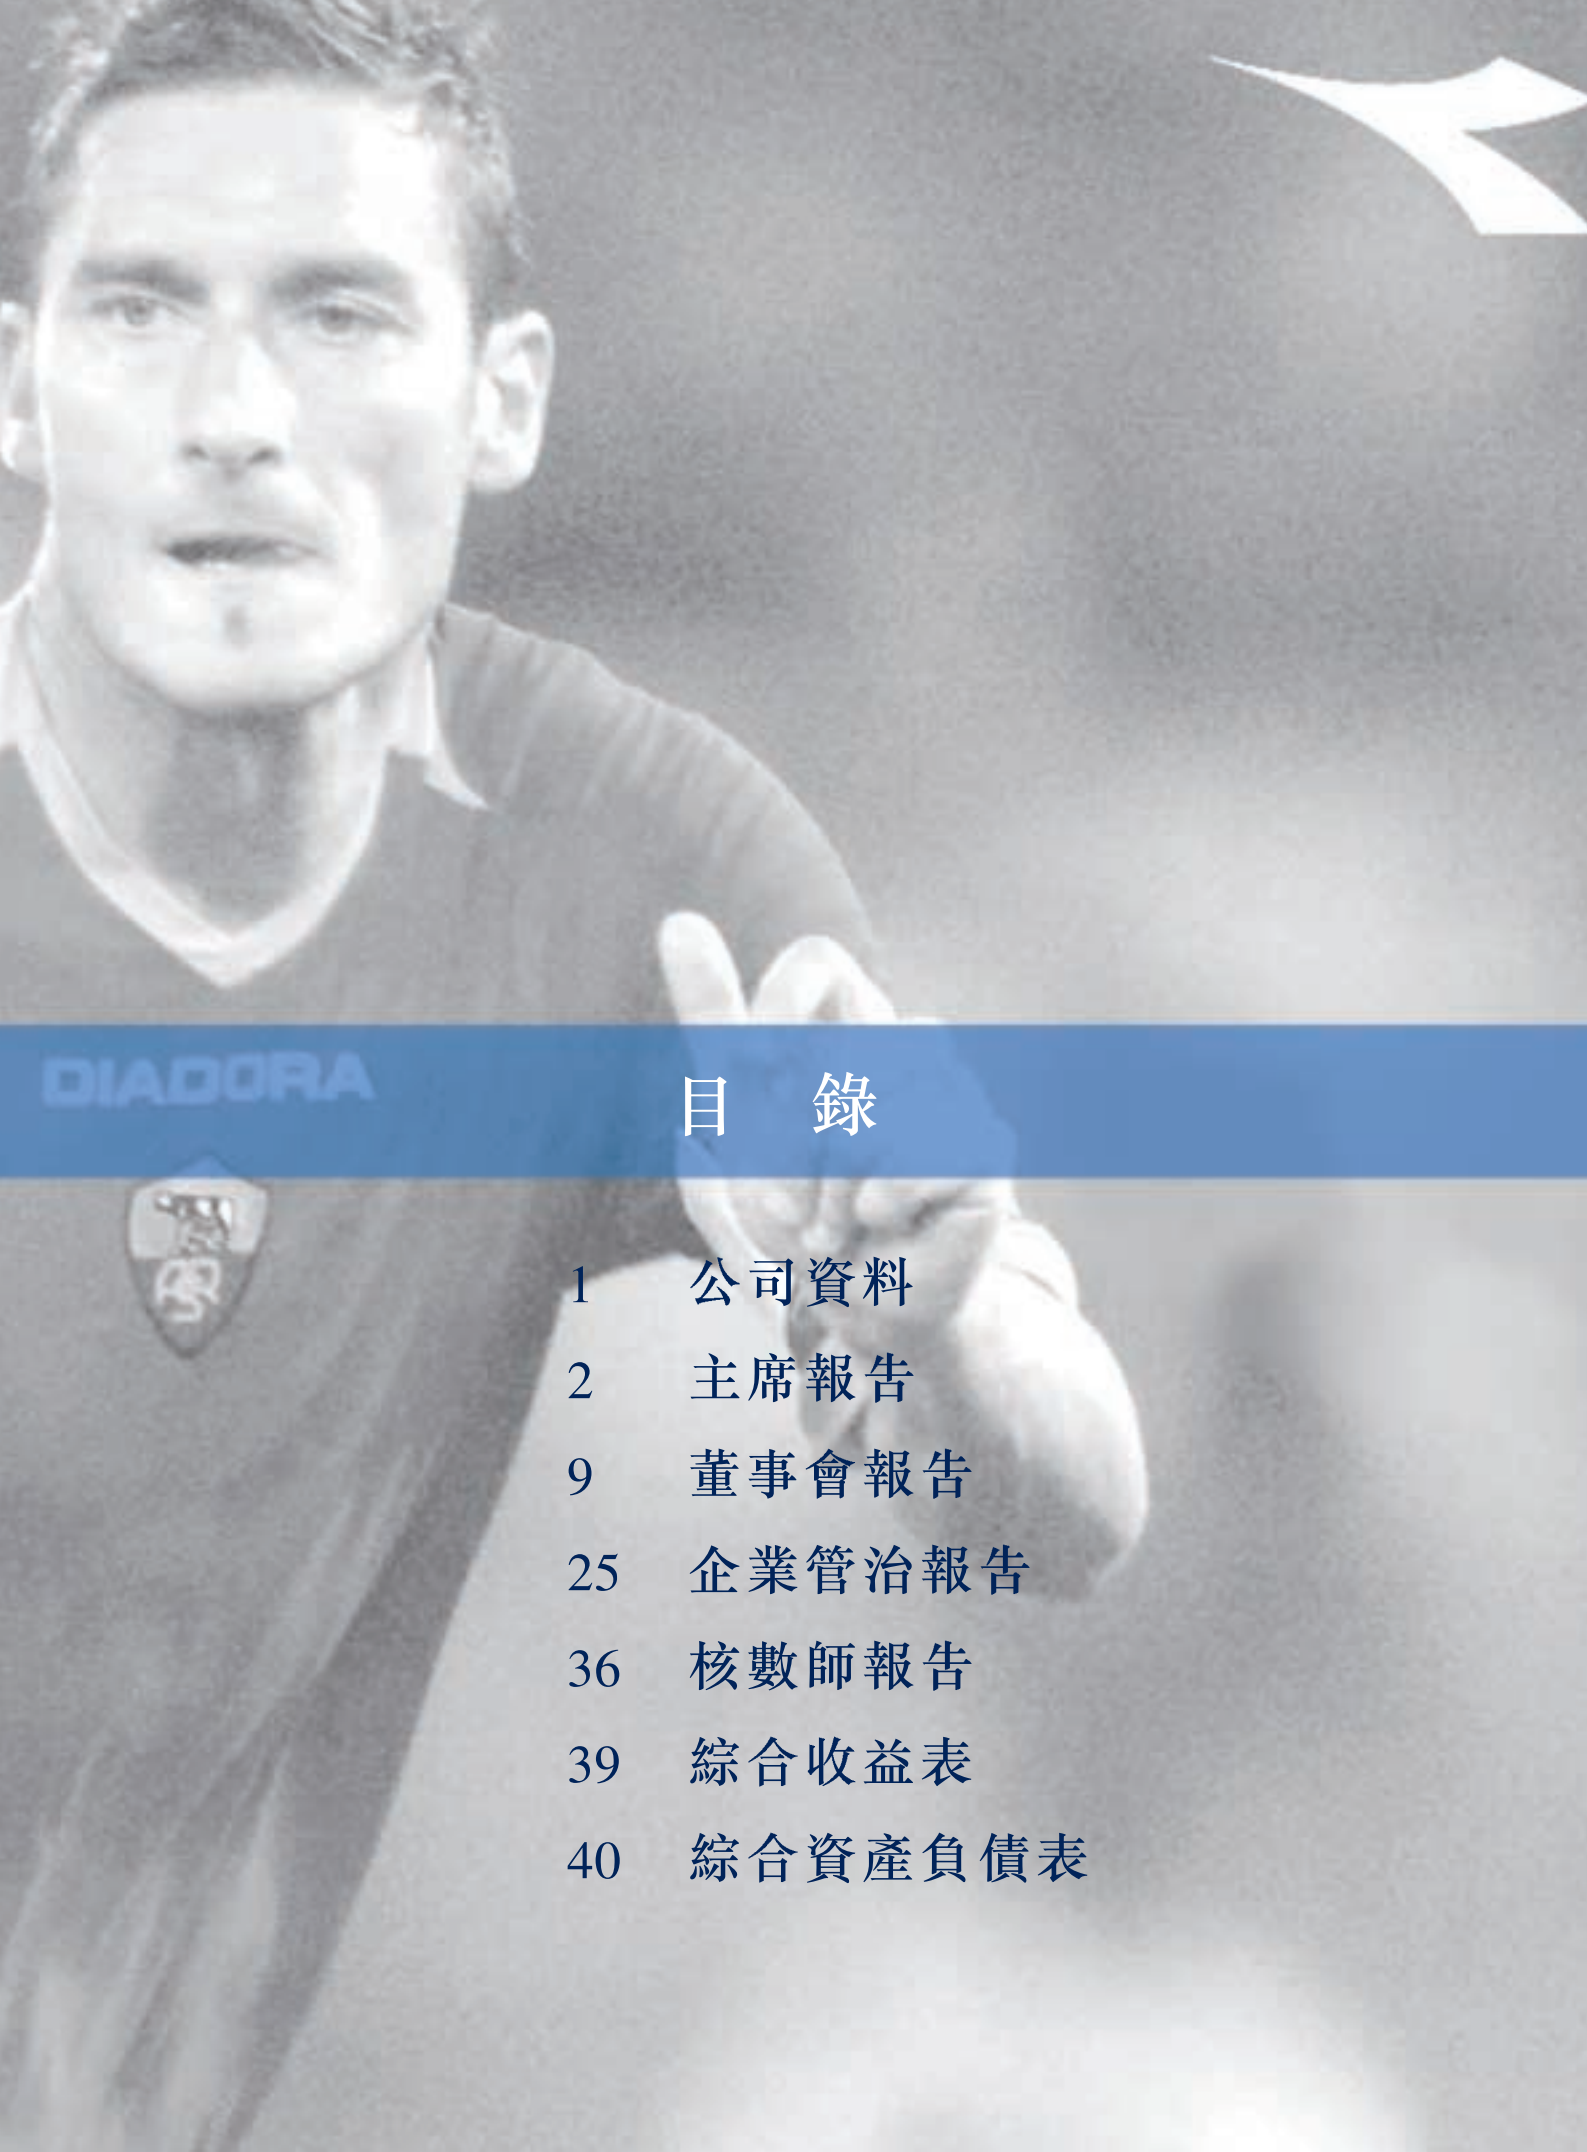 DIADORA
目 錄
ASR
1 公司資料
2 主席報告
9 董事會報告
25 企業管治報告
36 核數師報告
39 綜合收益表
40 綜合資產負債表